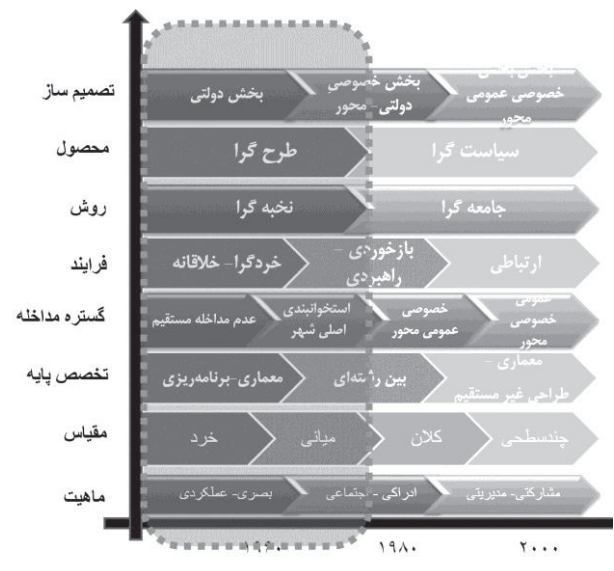 تصمیم ساز
بخش دولتی
بخش خصوصی
دولتی- محور
خصوصی عمومی
محور
محصول
طرح گرا
سیاست گرا
روش
نخبه گرا
جامعه گرا
فرایند
خردگرا- خلاقانه
بازخوردی –
راهبردی
ارتباطی
گستره مداخله
عدم مداخله مستقیم
استخوانبندی
اصلی شهر
خصوصی
عمومی محور
عمومی
خصوصی
محور
تخصص پایه
معماری-برنامه‌ریزی
بین رشته‌ای
معماری –
طراحی غیر مستقیم
مقیاس
خرد
میانی
کلان
چندسطحی
ماهیت
بصری- عملکردی
ادراکی - اجتماعی
مشارکتی- مدیریتی
۱۹۶۰
۱۹۸۰
۲۰۰۰